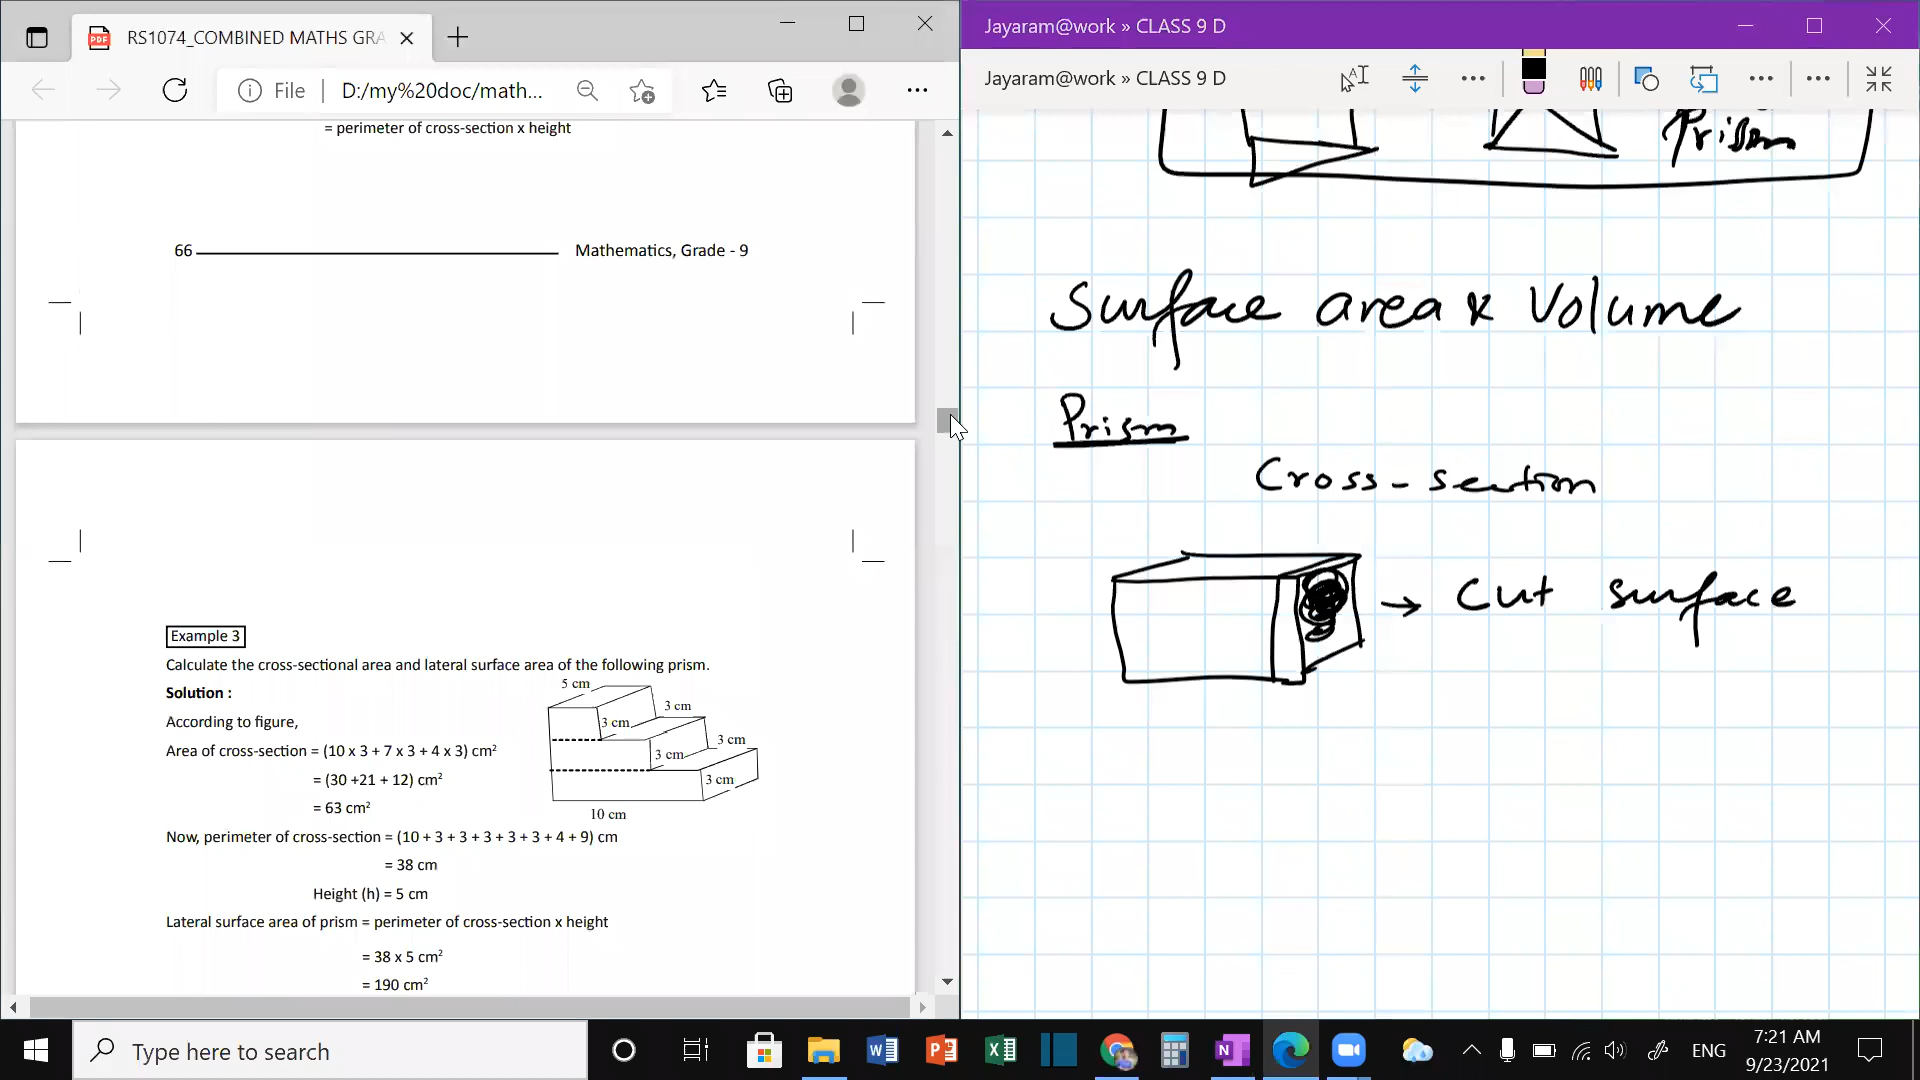 RS1074_COMBINED MATHS GRA
File
D:/my%20doc/math...
= perimeter of cross-section x height
66
Mathematics, Grade - 9
Example 3
Calculate the cross-sectional area and lateral surface area of the following prism.
Solution :
According to figure,
Area of cross-section = (10 x 3 + 7 x 3 + 4 x 3) cm²
= (30 +21 + 12) cm²
= 63 cm²
5 cm
3 cm
3 cm
3 cm
3 cm
3 cm
10 cm
Now, perimeter of cross-section = (10 + 3 + 3 + 3 + 3 + 3 + 4 + 9) cm
= 38 cm
Height (h) = 5 cm
Lateral surface area of prism = perimeter of cross-section x height
= 38 x 5 cm²
= 190 cm²
Jayaram@work » CLASS 9 D
Jayaram@work » CLASS 9 D
Prism
Surface area & Volume
Prism
Cross-section
→ Cut surface
Type here to search
ENG
7:21 AM
9/23/2021